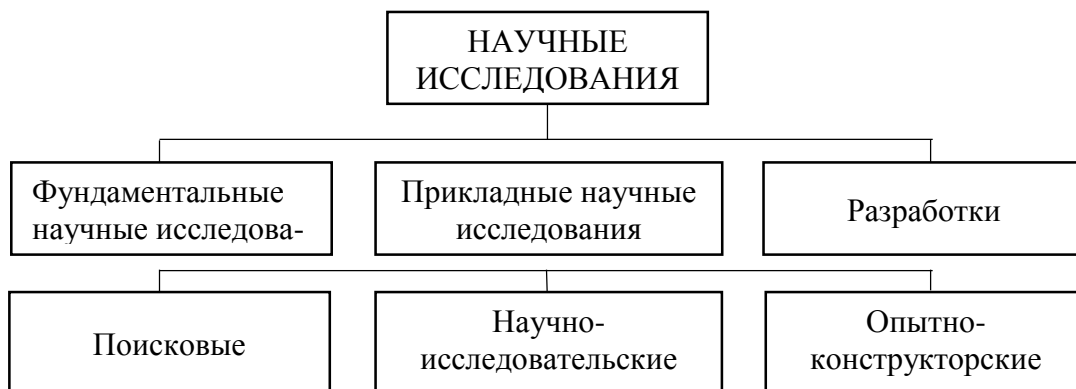 НАУЧНЫЕ
ИССЛЕДОВАНИЯ
Фундаментальные
научные исследова-
Прикладные научные
исследования
Разработки
Поисковые
Научно-
исследовательские
Опытно-
конструкторские